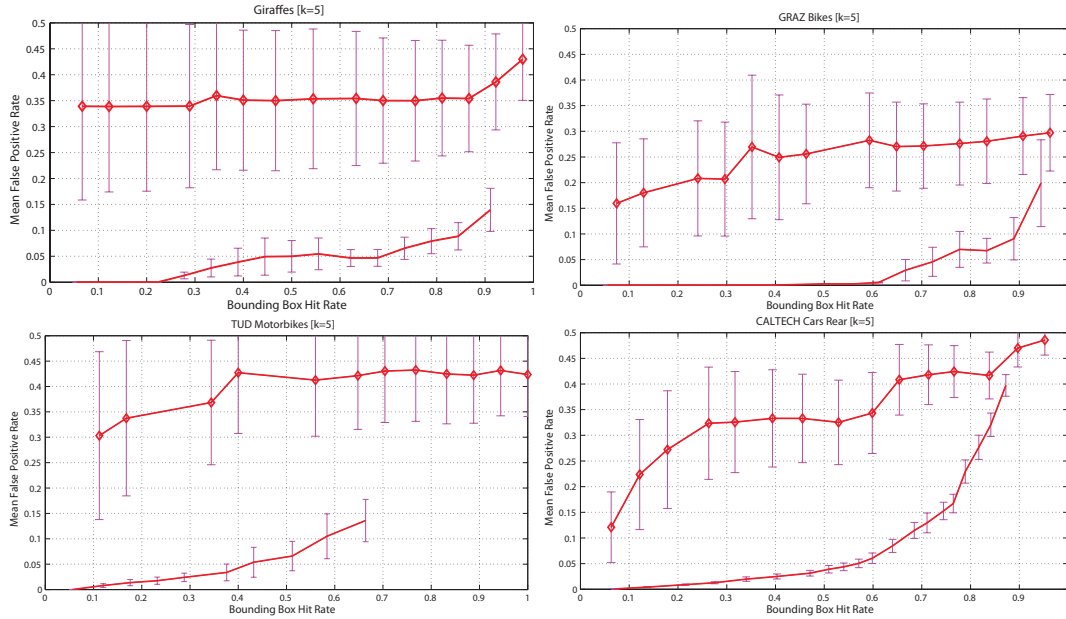 Giraffes [k=5]
0.5
0.45
0.4
0.35
0.3
0.25
0.2
0.15
0.1
0.05
0
Mean False Positive Rate
0 0.1 0.2 0.3 0.4 0.5 0.6 0.7 0.8 0.9 1
Bounding Box Hit Rate
GRAZ Bikes [k=5]
0.5
0.45
0.4
0.35
0.3
0.25
0.2
0.15
0.1
0.05
0
Mean False Positive Rate
0 0.1 0.2 0.3 0.4 0.5 0.6 0.7 0.8 0.9
Bounding Box Hit Rate
TUD Motorbikes [k=5]
0.5
0.45
0.4
0.35
0.3
0.25
0.2
0.15
0.1
0.05
0
Mean False Positive Rate
0 0.1 0.2 0.3 0.4 0.5 0.6 0.7 0.8 0.9 1
Bounding Box Hit Rate
CALTECH Cars Rear [k=5]
0.5
0.45
0.4
0.35
0.3
0.25
0.2
0.15
0.1
0.05
0
Mean False Positive Rate
0 0.1 0.2 0.3 0.4 0.5 0.6 0.7 0.8 0.9
Bounding Box Hit Rate